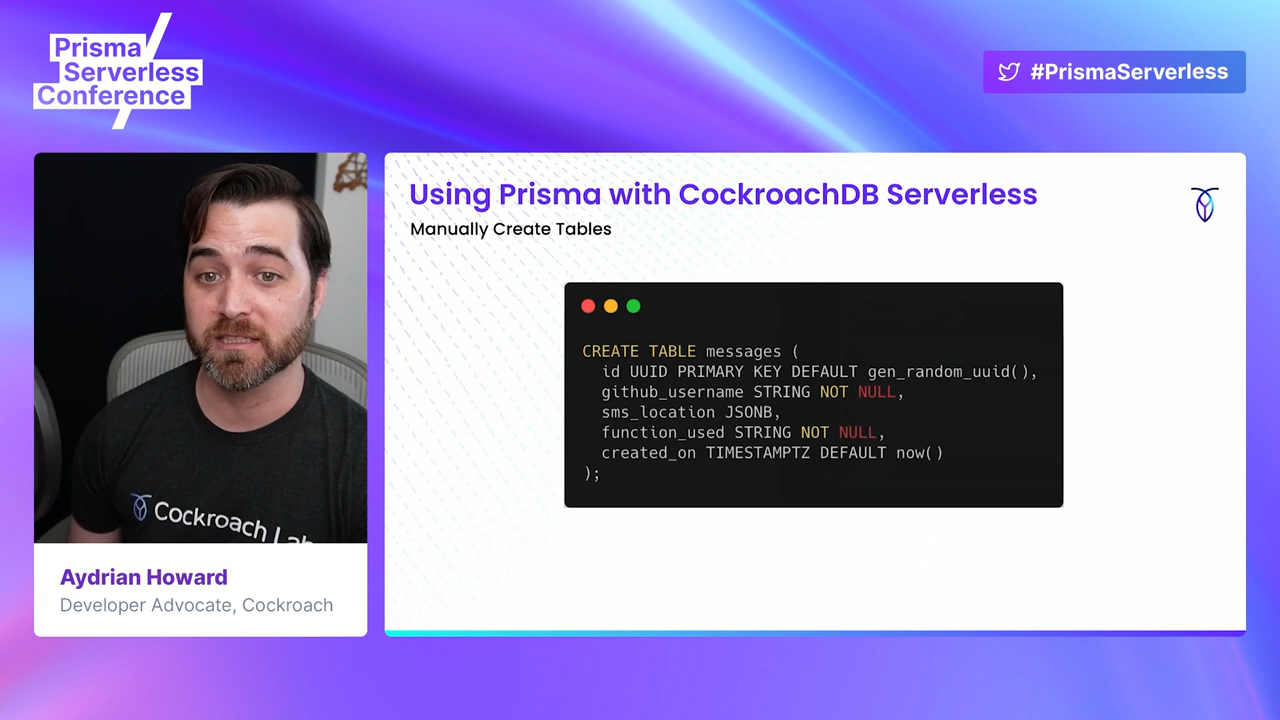 Prisma
Serverless
Conference
#PrismaServerless
Cockroach Lab
Aydrian Howard
Developer Advocate, Cockroach
Using Prisma with CockroachDB Serverless
Manually Create Tables
CREATE TABLE messages (
id UUID PRIMARY KEY DEFAULT gen_random_uuid(),
github_username STRING NOT NULL,
sms_location JSONB,
function_used STRING NOT NULL,
created_on TIMESTAMPTZ DEFAULT now()
);